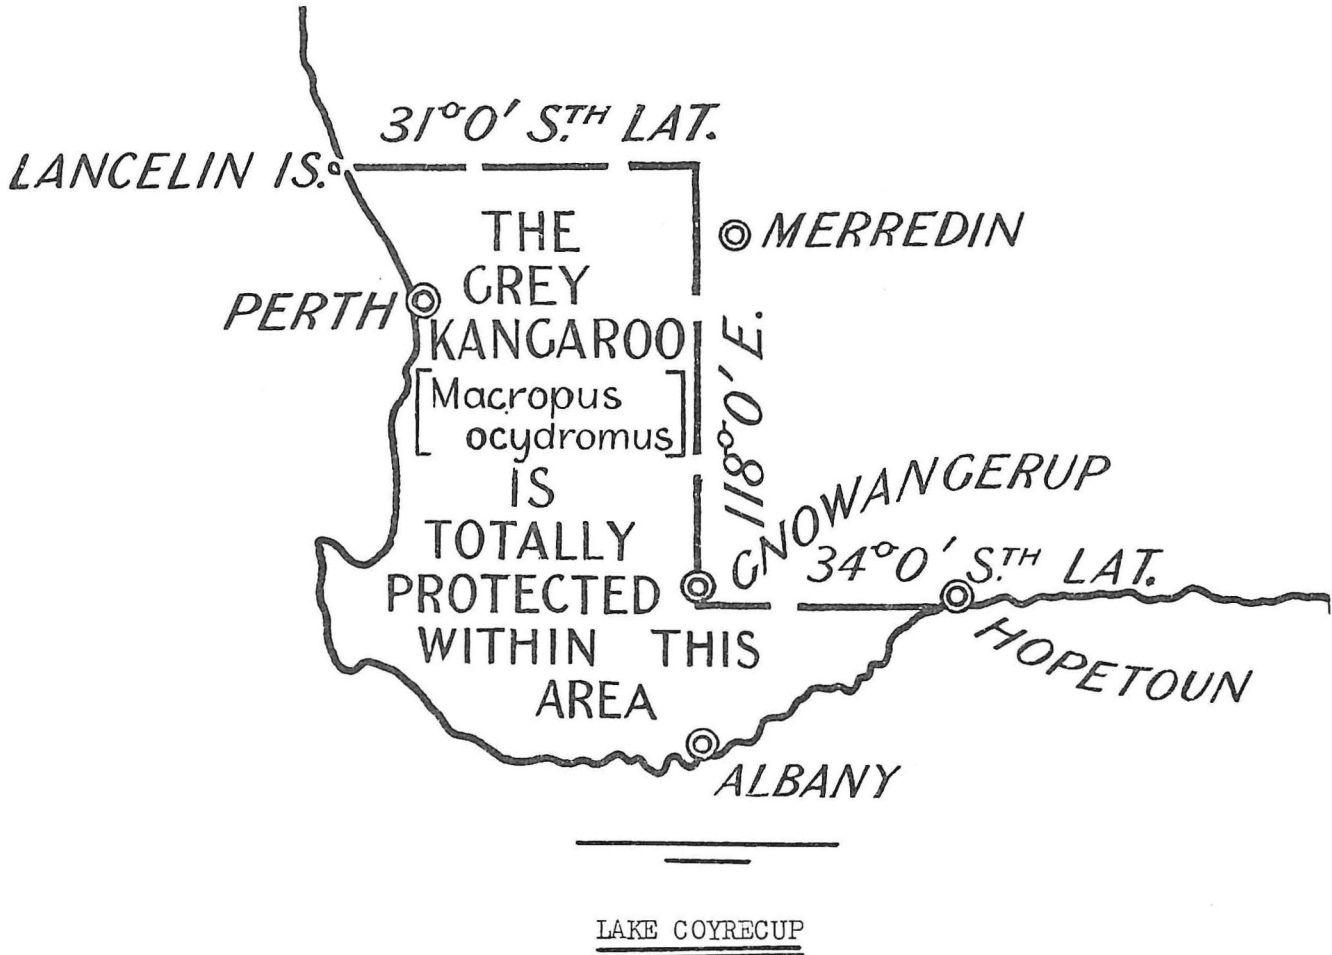 31°0' S.TH LAT.
LANCELIN IS.
THE
GREY
KANGAROO
[Macropus
ocydromus]
IS
TOTALLY
PROTECTED
WITHIN THIS
AREA
MERREDIN
PERTH
118°0' E.
GNOWANGERUP
34°0' S.TH LAT.
HOPETOUN
ALBANY
LAKE COYRECUP